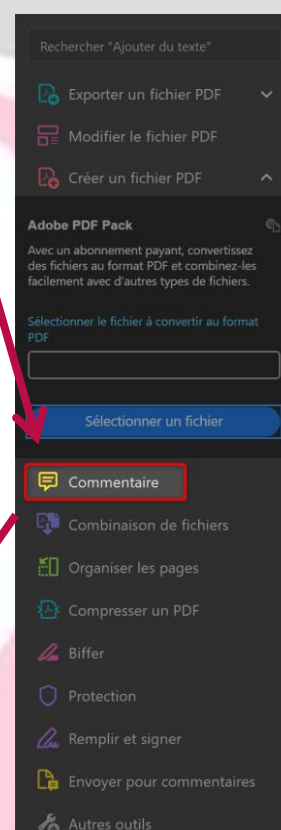 Rechercher "Ajouter du texte"
Exporter un fichier PDF
Modifier le fichier PDF
Créer un fichier PDF
Adobe PDF Pack
Avec un abonnement payant, convertissez
des fichiers au format PDF et combinez-les
facilement avec d'autres types de fichiers.
Sélectionner le fichier à convertir au format
PDF
Sélectionner un fichier
Commentaire
Combinaison de fichiers
Organiser les pages
Compresser un PDF
Biffer
Protection
Remplir et signer
Envoyer pour commentaires
Autres outils